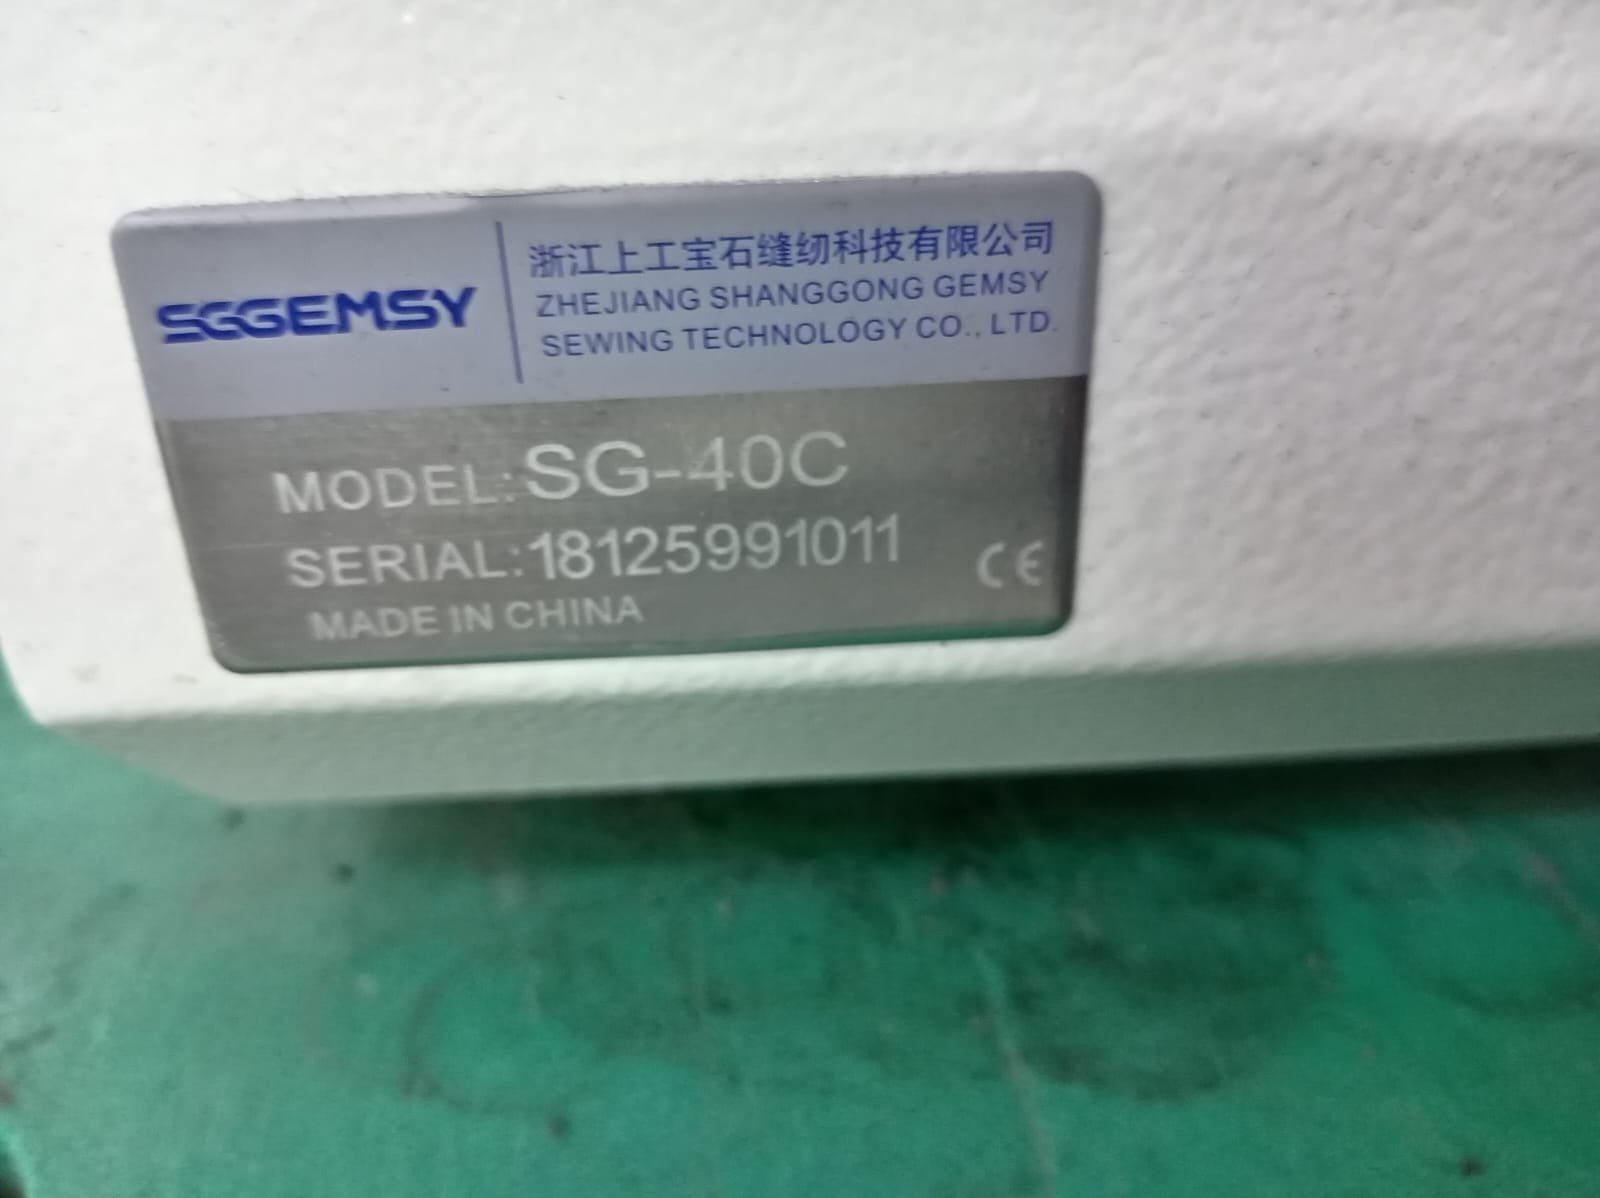 SGGEMSY
浙江上工宝石缝纫科技有限公司
ZHEJIANG SHANGGONG GEMSY
SEWING TECHNOLOGY CO., LTD.
MODEL: SG-40C
SERIAL: 18125991011
MADE IN CHINA
CE